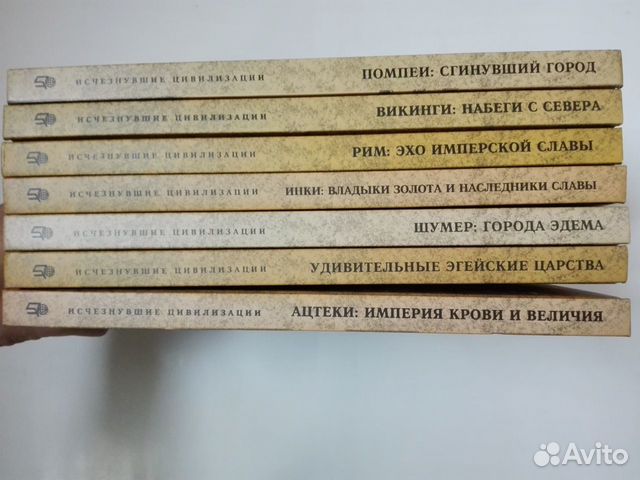 ИСЧЕЗНУВШИЕ ЦИВИЛИЗАЦИИ ПОМПЕИ: СГИНУВШИЙ ГОРОД
ИСЧЕЗНУВШИЕ ЦИВИЛИЗАЦИИ ВИКИНГИ: НАБЕГИ С СЕВЕРА
ИСЧЕЗНУВШИЕ ЦИВИЛИЗАЦИИ РИМ: ЭХО ИМПЕРСКОЙ СЛАВЫ
ИСЧЕЗНУВШИЕ ЦИВИЛИЗАЦИИ ИНКИ: ВЛАДЫКИ ЗОЛОТА И НАСЛЕДНИКИ СЛАВЫ
ИСЧЕЗНУВШИЕ ЦИВИЛИЗАЦИИ ШУМЕР: ГОРОДА ЭДЕМА
ИСЧЕЗНУВШИЕ ЦИВИЛИЗАЦИИ УДИВИТЕЛЬНЫЕ ЭГЕЙСКИЕ ЦАРСТВА
ИСЧЕЗНУВШИЕ ЦИВИЛИЗАЦИИ АЦТЕКИ: ИМПЕРИЯ КРОВИ И ВЕЛИЧИЯ
Avito